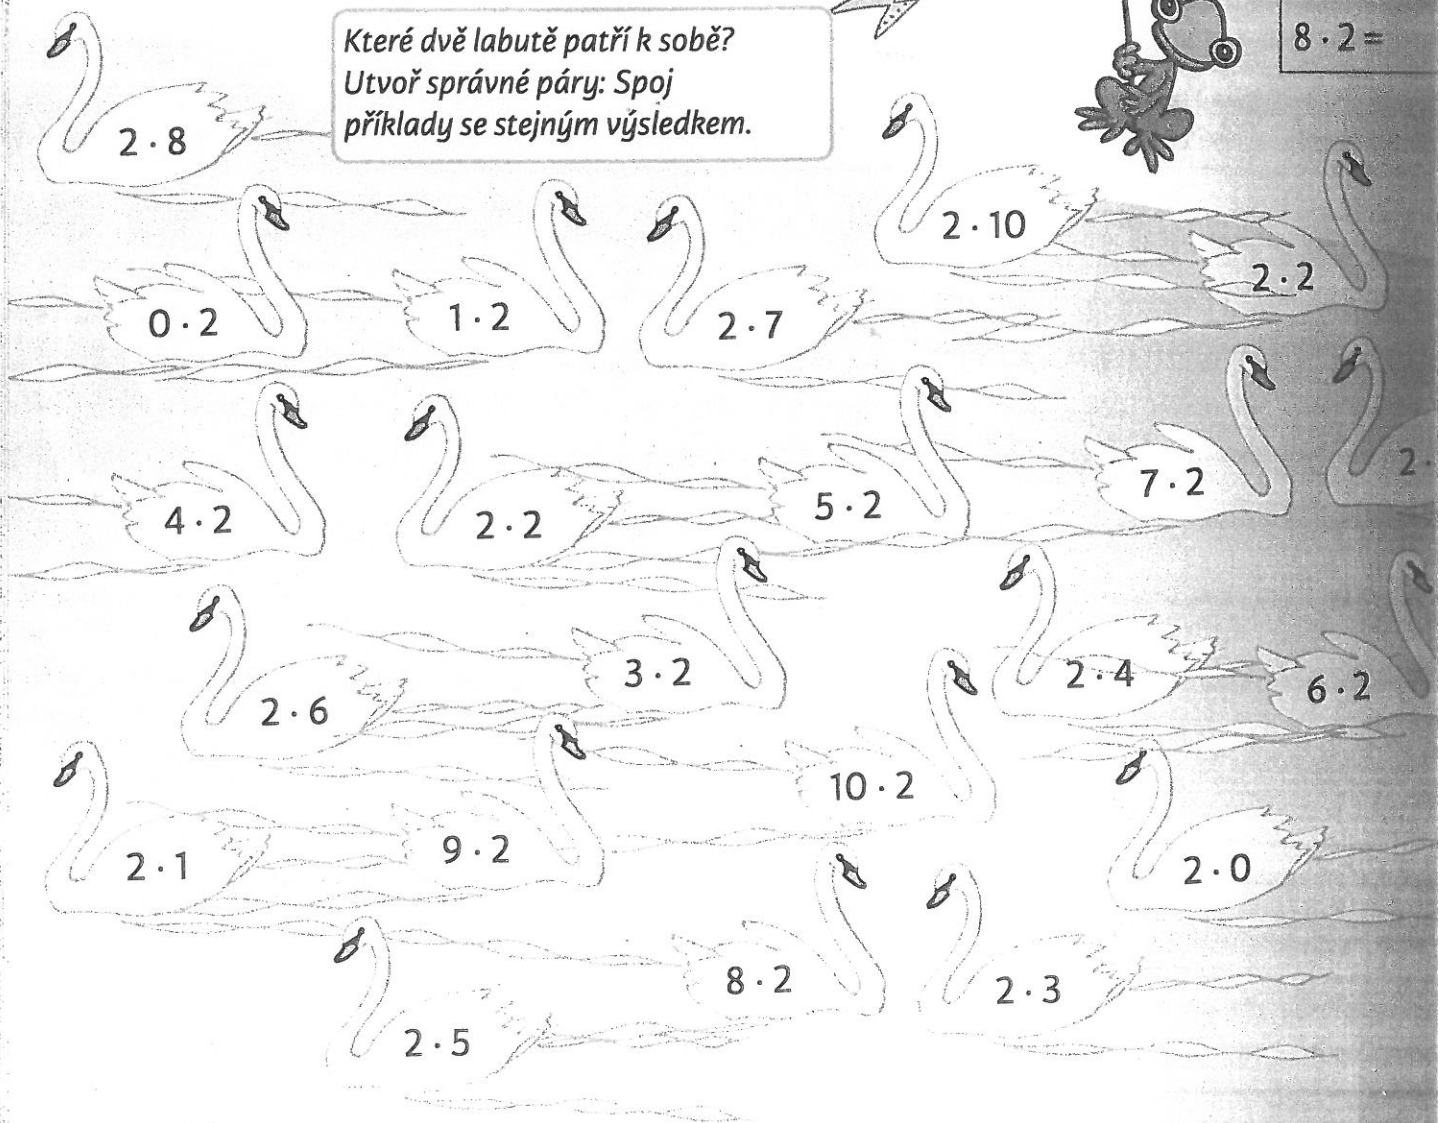 Které dvě labutě patří k sobě?
Utvoř správné páry: Spoj
příklady se stejným výsledkem.
8 · 2 =
2 · 8
2 · 10
2 · 2
0 · 2
1 · 2
2 · 7
4 · 2
2 · 2
5 · 2
7 · 2
2 ·
2 · 6
3 · 2
2 · 4
6 · 2
2 · 1
9 · 2
10 · 2
2 · 0
2 · 5
8 · 2
2 · 3